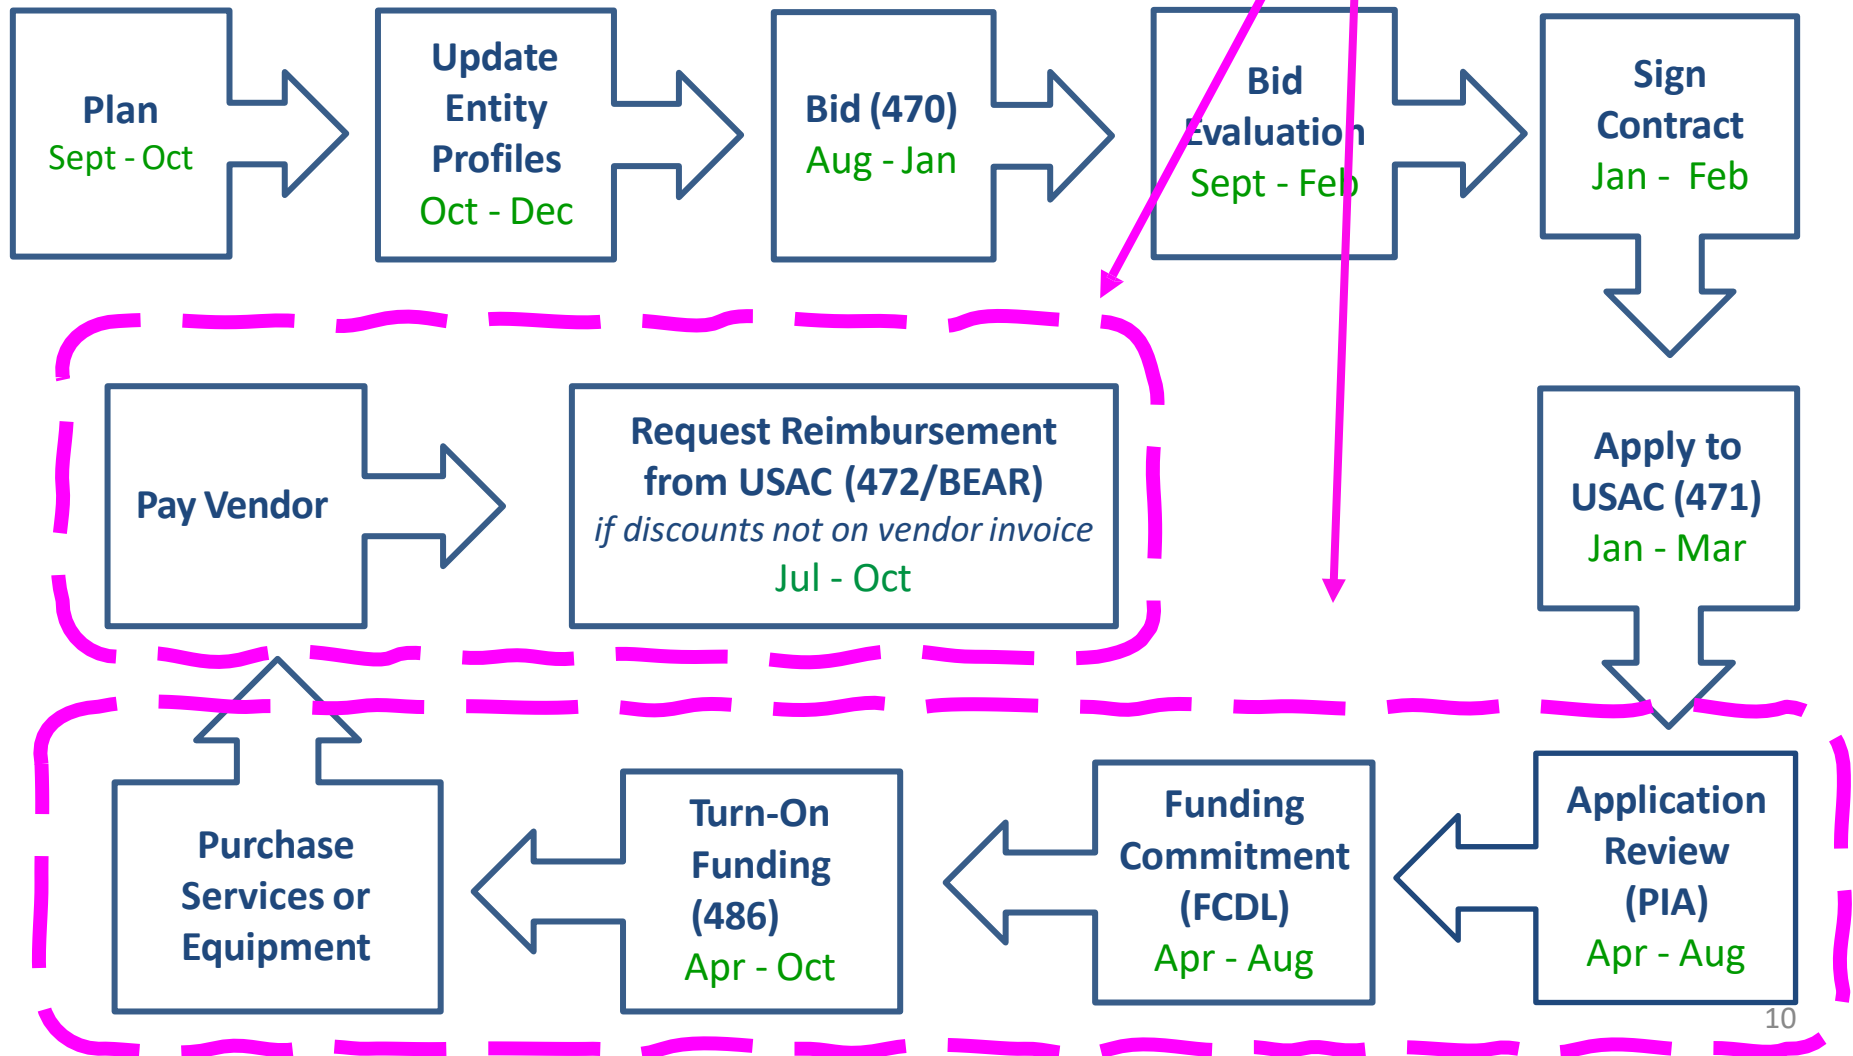 Plan
Sept - Oct
Update
Entity
Profiles
Oct - Dec
Bid (470)
Aug - Jan
Bid
Evaluation
Sept - Feb
Sign
Contract
Jan - Feb
Apply to
USAC (471)
Jan - Mar
Application
Review
(PIA)
Apr - Aug
Funding
Commitment
(FCDL)
Apr - Aug
Turn-On
Funding
(486)
Apr - Oct
Purchase
Services or
Equipment
Pay Vendor
Request Reimbursement
from USAC (472/BEAR)
if discounts not on vendor invoice
Jul - Oct
10